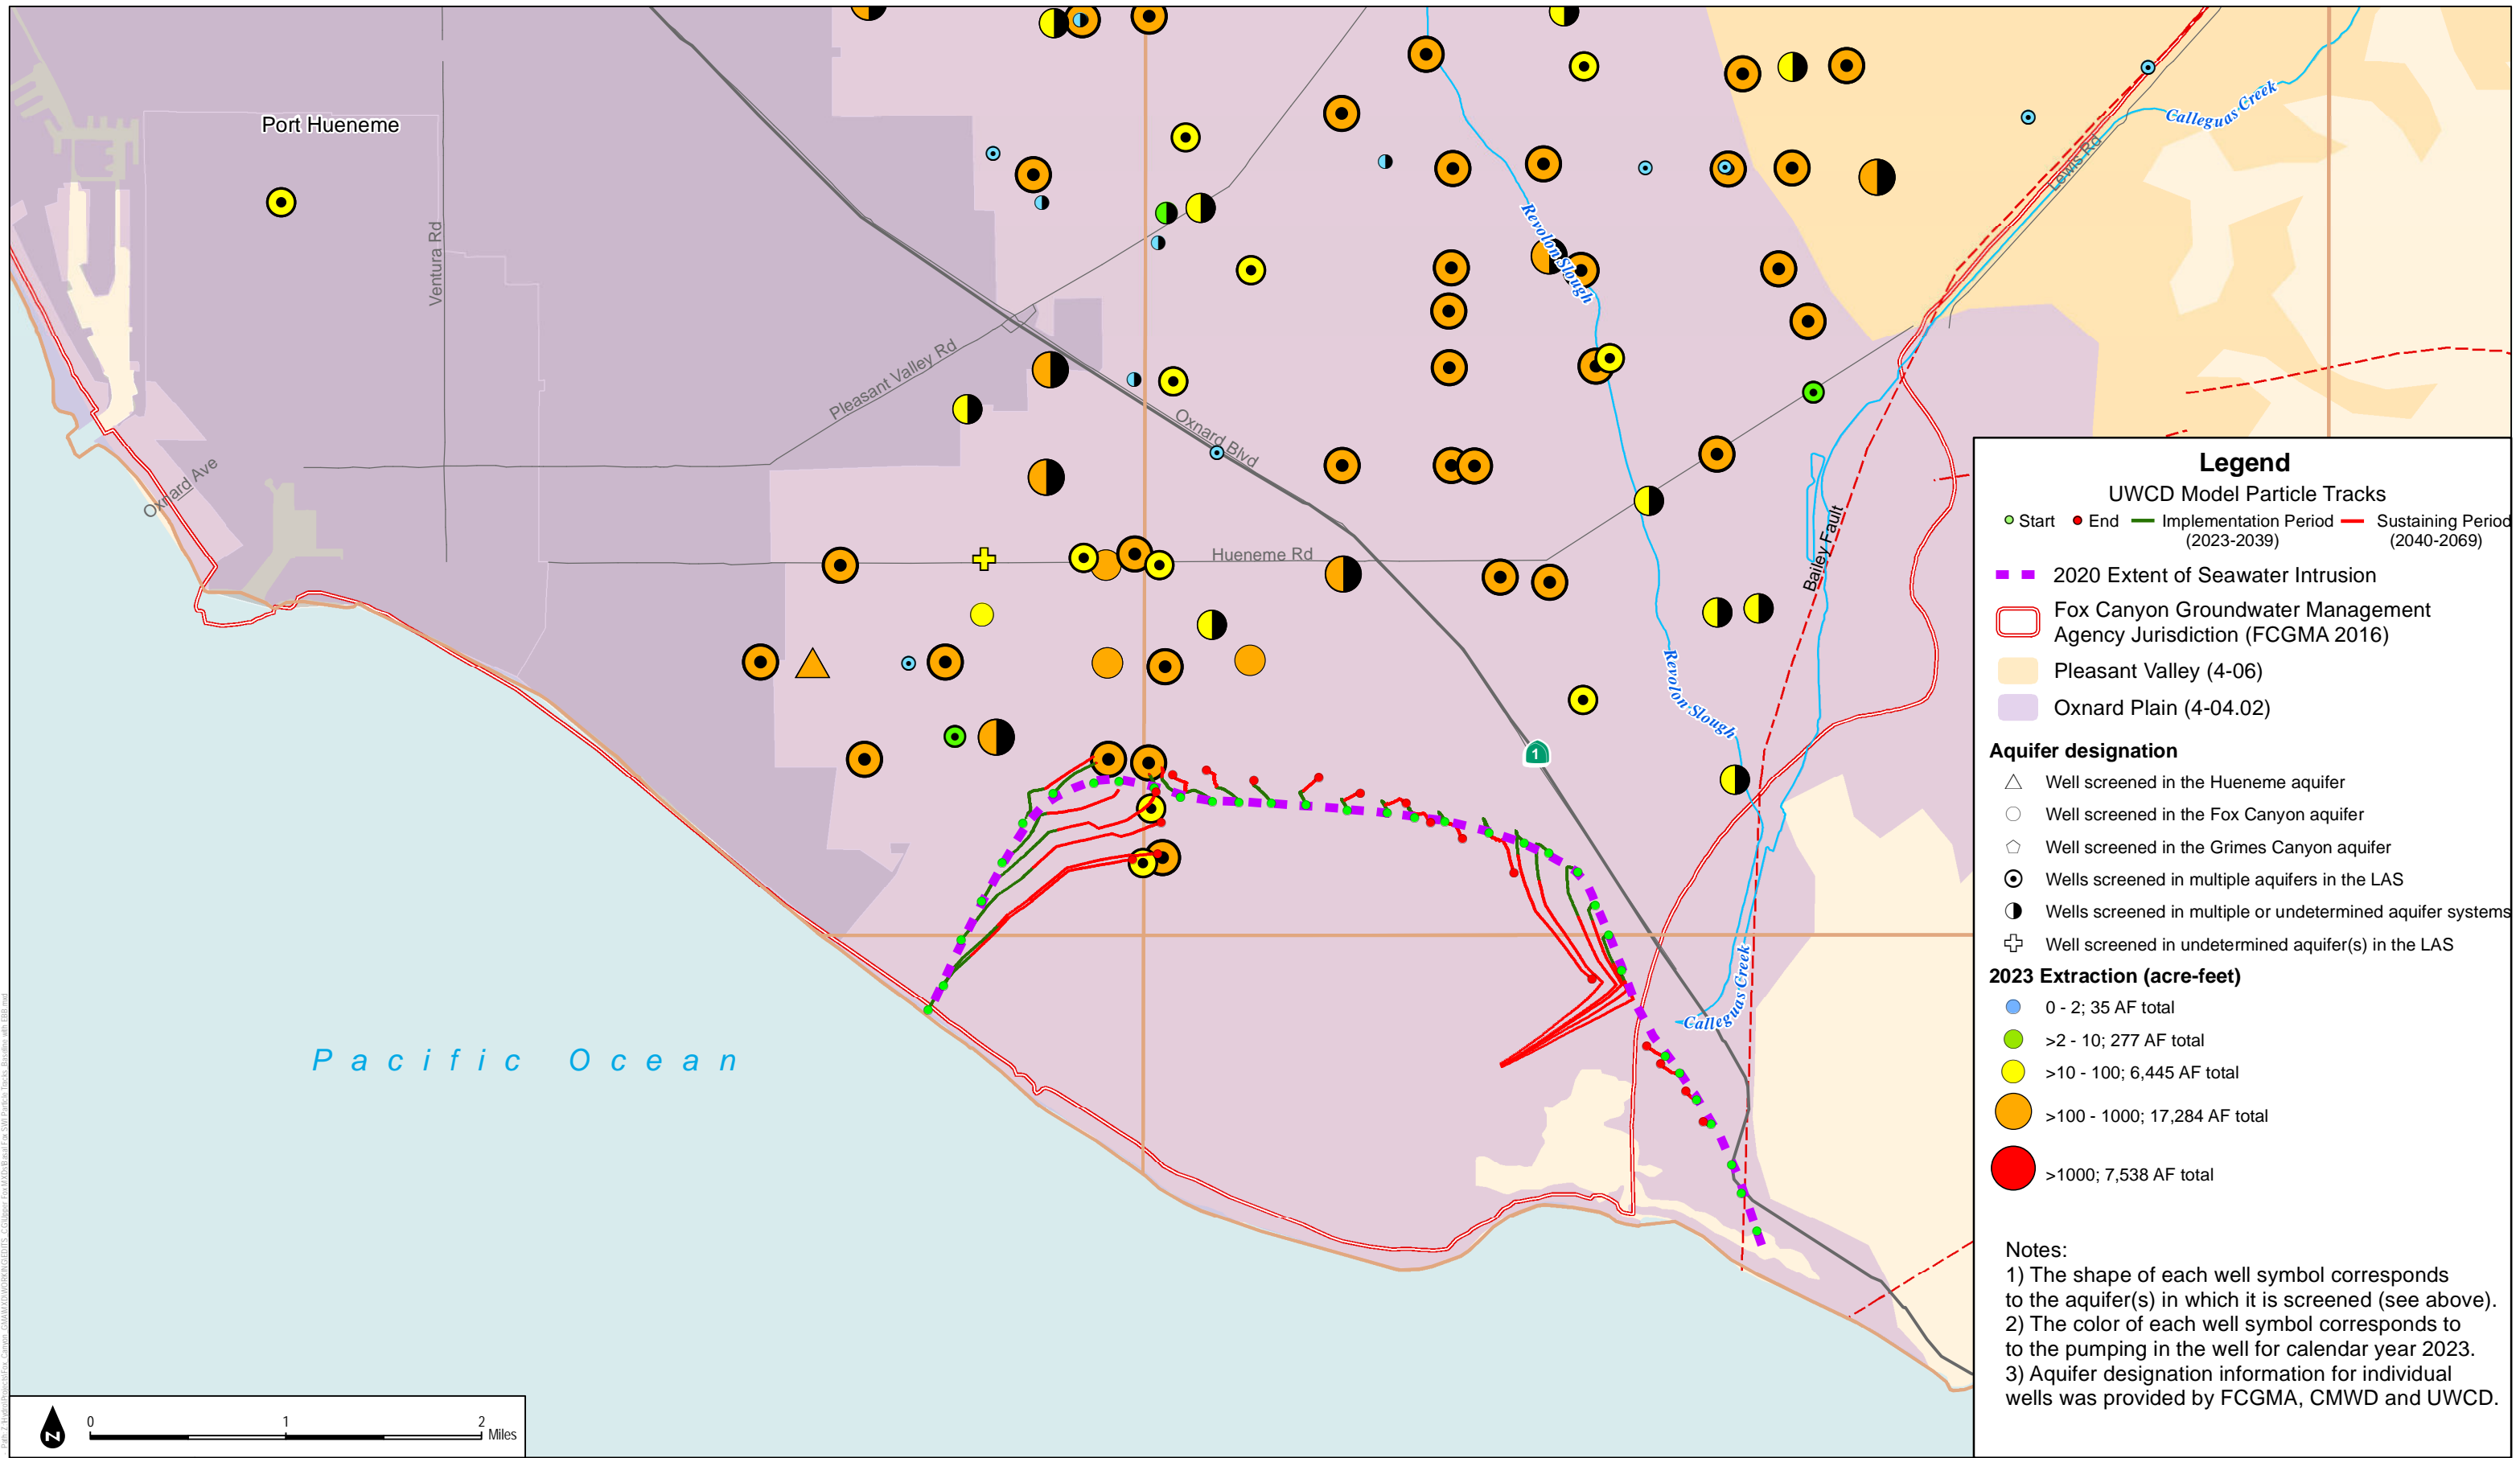 Port Hueneme
Ventura Rd
Oxnard Ave
Pleasant Valley Rd
Oxnard Blvd
Hueneme Rd
Revolon Slough
Revolon Slough
Calleguas Creek
Lewis Rd
Bailey Fault
1
Calleguas Creek
Pacific Ocean
N
0 1 2
Miles
Legend
UWCD Model Particle Tracks
Start End Implementation Period Sustaining Period
(2023-2039) (2040-2069)
2020 Extent of Seawater Intrusion
Fox Canyon Groundwater Management
Agency Jurisdiction (FCGMA 2016)
Pleasant Valley (4-06)
Oxnard Plain (4-04.02)
Aquifer designation
Well screened in the Hueneme aquifer
Well screened in the Fox Canyon aquifer
Well screened in the Grimes Canyon aquifer
Wells screened in multiple aquifers in the LAS
Wells screened in multiple or undetermined aquifer systems
Well screened in undetermined aquifer(s) in the LAS
2023 Extraction (acre-feet)
0 - 2; 35 AF total
>2 - 10; 277 AF total
>10 - 100; 6,445 AF total
>100 - 1000; 17,284 AF total
>1000; 7,538 AF total
Notes:
1) The shape of each well symbol corresponds
to the aquifer(s) in which it is screened (see above).
2) The color of each well symbol corresponds to
to the pumping in the well for calendar year 2023.
3) Aquifer designation information for individual
wells was provided by FCGMA, CMWD and UWCD.